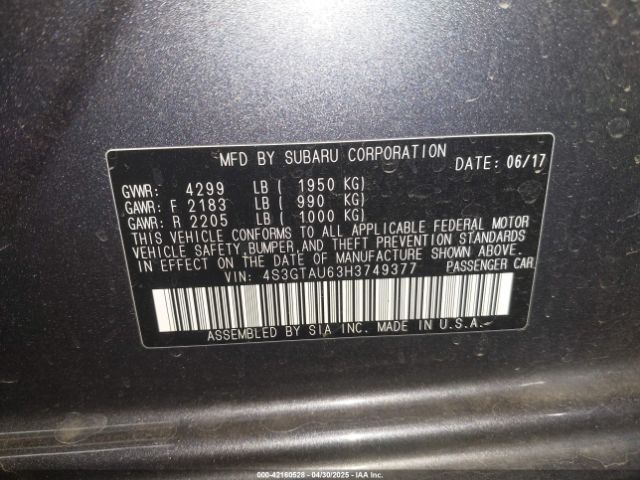 MFD BY SUBARU CORPORATION DATE: 06/17
GVWR: 4299 LB ( 1950 KG)
GAWR: F 2183 LB ( 990 KG)
GAWR: R 2205 LB ( 1000 KG)
THIS VEHICLE CONFORMS TO ALL APPLICABLE FEDERAL MOTOR
VEHICLE SAFETY, BUMPER, AND THEFT PREVENTION STANDARDS
IN EFFECT ON THE DATE OF MANUFACTURE SHOWN ABOVE.
VIN: 4S3GTAU63H3749377 PASSENGER CAR
ASSEMBLED BY SIA INC. MADE IN U.S.A.
000-42160528 - 04/30/2025 - IAAI.COM